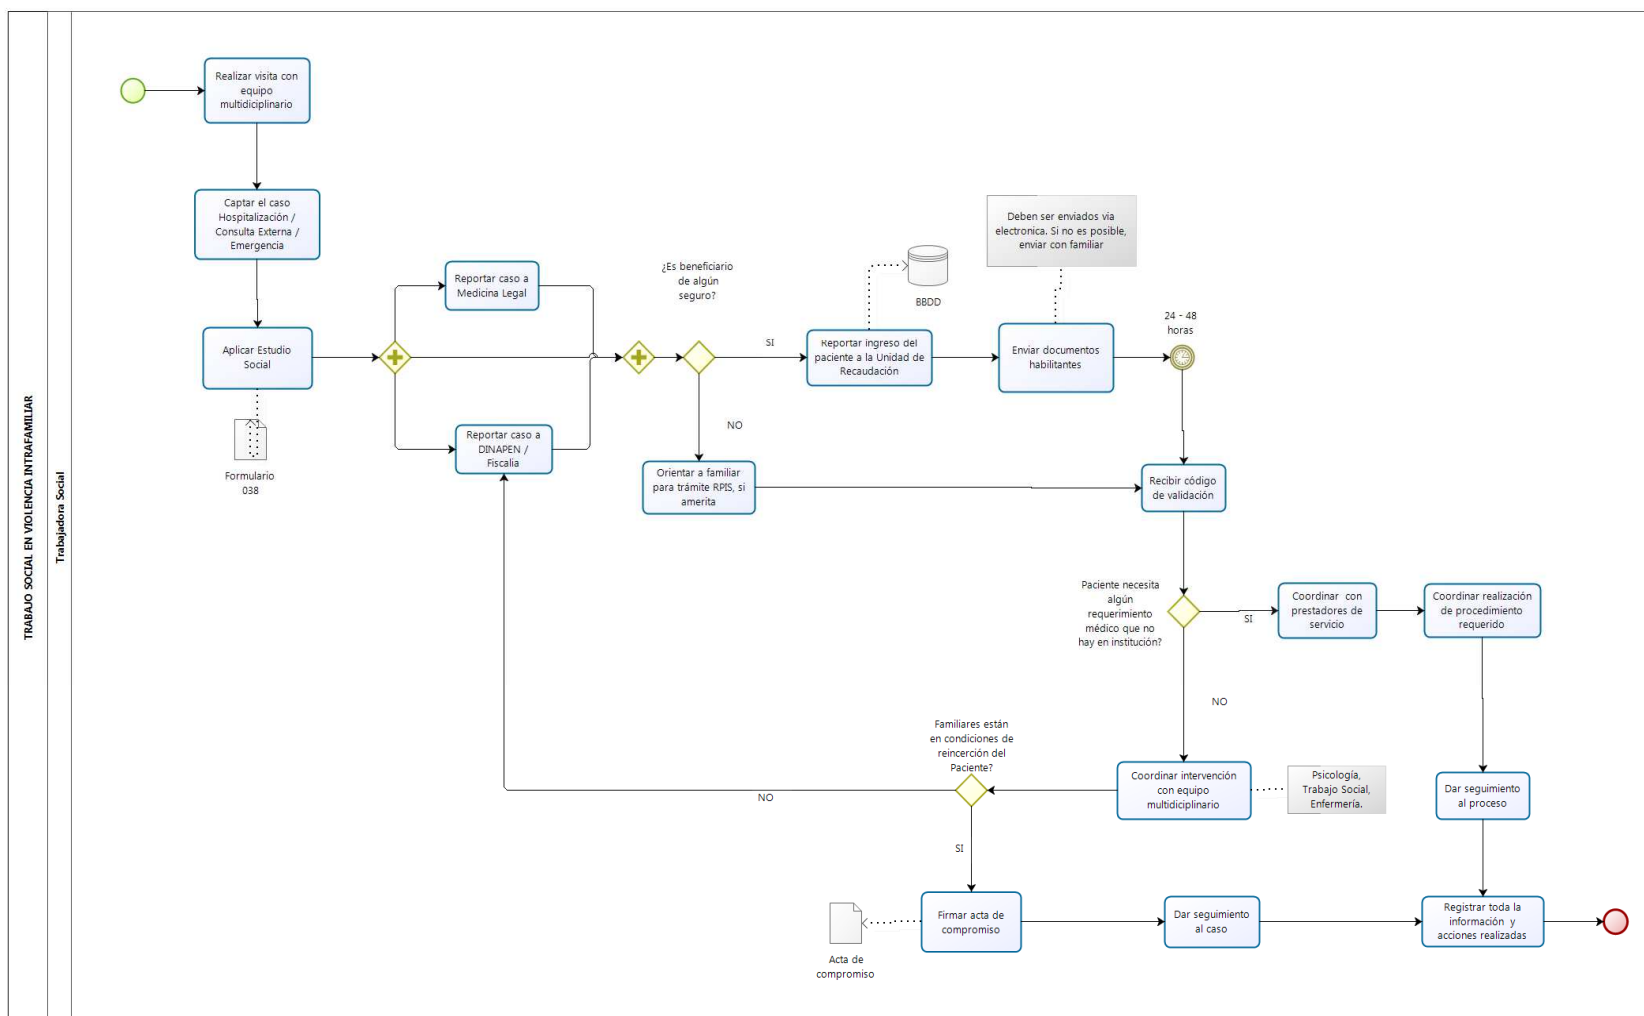 TRABAJO SOCIAL EN VIOLENCIA INTRAFAMILIAR
Trabajadora Social
Realizar visita con
equipo
multidiciplinario
Captar el caso
Hospitalización /
Consulta Externa /
Emergencia
Aplicar Estudio
Social
Formulario
038
Reportar caso a
Medicina Legal
Reportar caso a
DINAPEN /
Fiscalia
¿Es beneficiario
de algún
seguro?
SI
NO
Orientar a familiar
para trámite RPIS, si
amerita
Reportar ingreso del
paciente a la Unidad de
Recaudación
BBDD
Deben ser enviados via
electronica. Si no es posible,
enviar con familiar
Enviar documentos
habilitantes
24 - 48
horas
Recibir código
de validación
Paciente necesita
algún
requerimiento
médico que no
hay en institución?
SI
NO
Coordinar con
prestadores de
servicio
Coordinar realización
de procedimiento
requerido
Dar seguimiento
al proceso
Coordinar intervención
con equipo
multidiciplinario
Psicología,
Trabajo Social,
Enfermería.
Familiares están
en condiciones de
reincerción del
Paciente?
NO
SI
Firmar acta de
compromiso
Acta de
compromiso
Dar seguimiento
al caso
Registrar toda la
información y
acciones realizadas